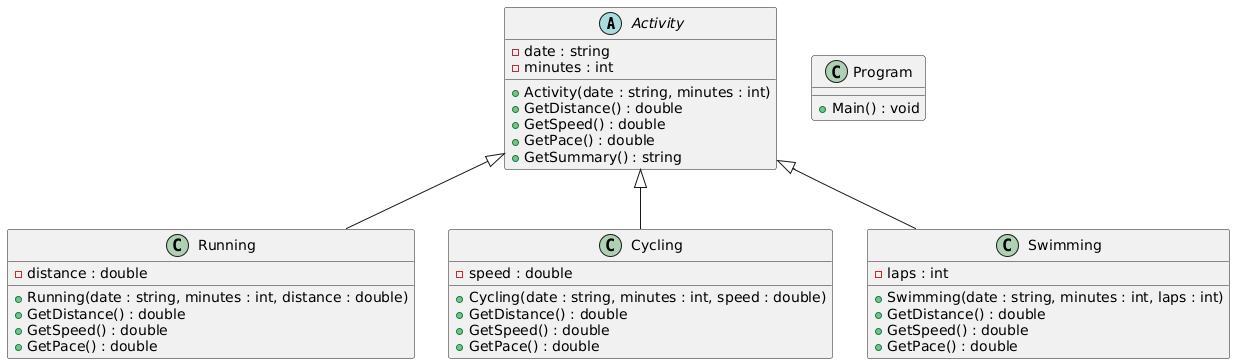 A Activity
date : string
minutes : int
Activity(date : string, minutes : int)
GetDistance() : double
GetSpeed() : double
GetPace() : double
GetSummary() : string
C Program
Main() : void
C Running
distance : double
Running(date : string, minutes : int, distance : double)
GetDistance() : double
GetSpeed() : double
GetPace() : double
C Cycling
speed : double
Cycling(date : string, minutes : int, speed : double)
GetDistance() : double
GetSpeed() : double
GetPace() : double
C Swimming
laps : int
Swimming(date : string, minutes : int, laps : int)
GetDistance() : double
GetSpeed() : double
GetPace() : double